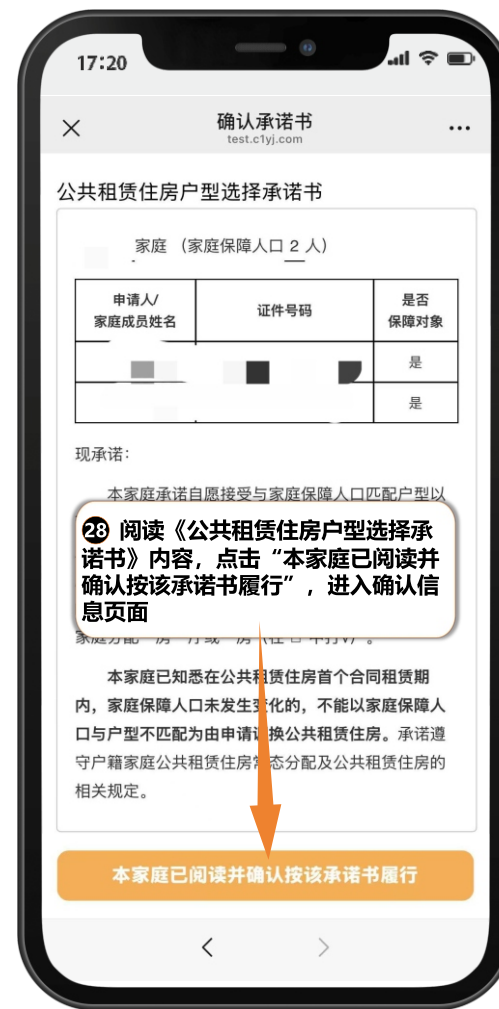 17:20
确认承诺书
test.c1yj.com
公共租赁住房户型选择承诺书
家庭 （家庭保障人口 2 人）
申请人/
家庭成员姓名
证件号码
是否
保障对象
是
是
现承诺：
本家庭承诺自愿接受与家庭保障人口匹配户型以
28 阅读《公共租赁住房户型选择承
诺书》内容，点击“本家庭已阅读并
确认按该承诺书履行”，进入确认信
息页面
本家庭已知悉在公共租赁住房首个合同租赁期
内，家庭保障人口未发生变化的，不能以家庭保障人
口与户型不匹配为由申请调换公共租赁住房。承诺遵
守户籍家庭公共租赁住房常态分配及公共租赁住房的
相关规定。
本家庭已阅读并确认按该承诺书履行